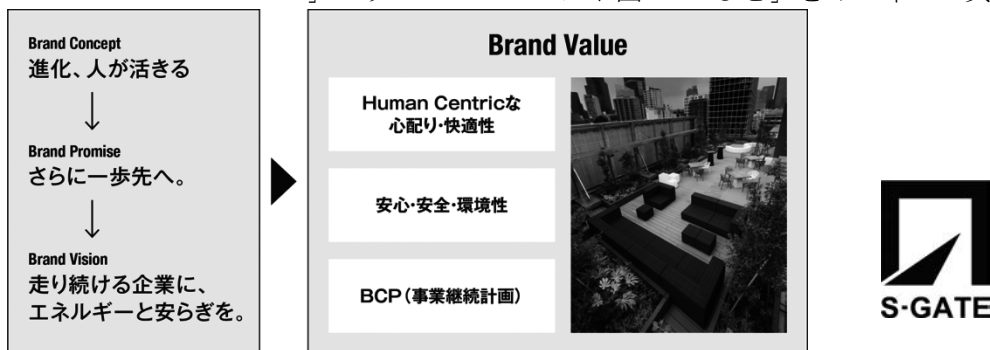 Brand Concept
進化、人が活きる
↓
Brand Promise
さらに一歩先へ。
↓
Brand Vision
走り続ける企業に、
エネルギーと安らぎを。
Brand Value
Human Centricな
心配り・快適性
安心・安全・環境性
BCP（事業継続計画）
S-GATE